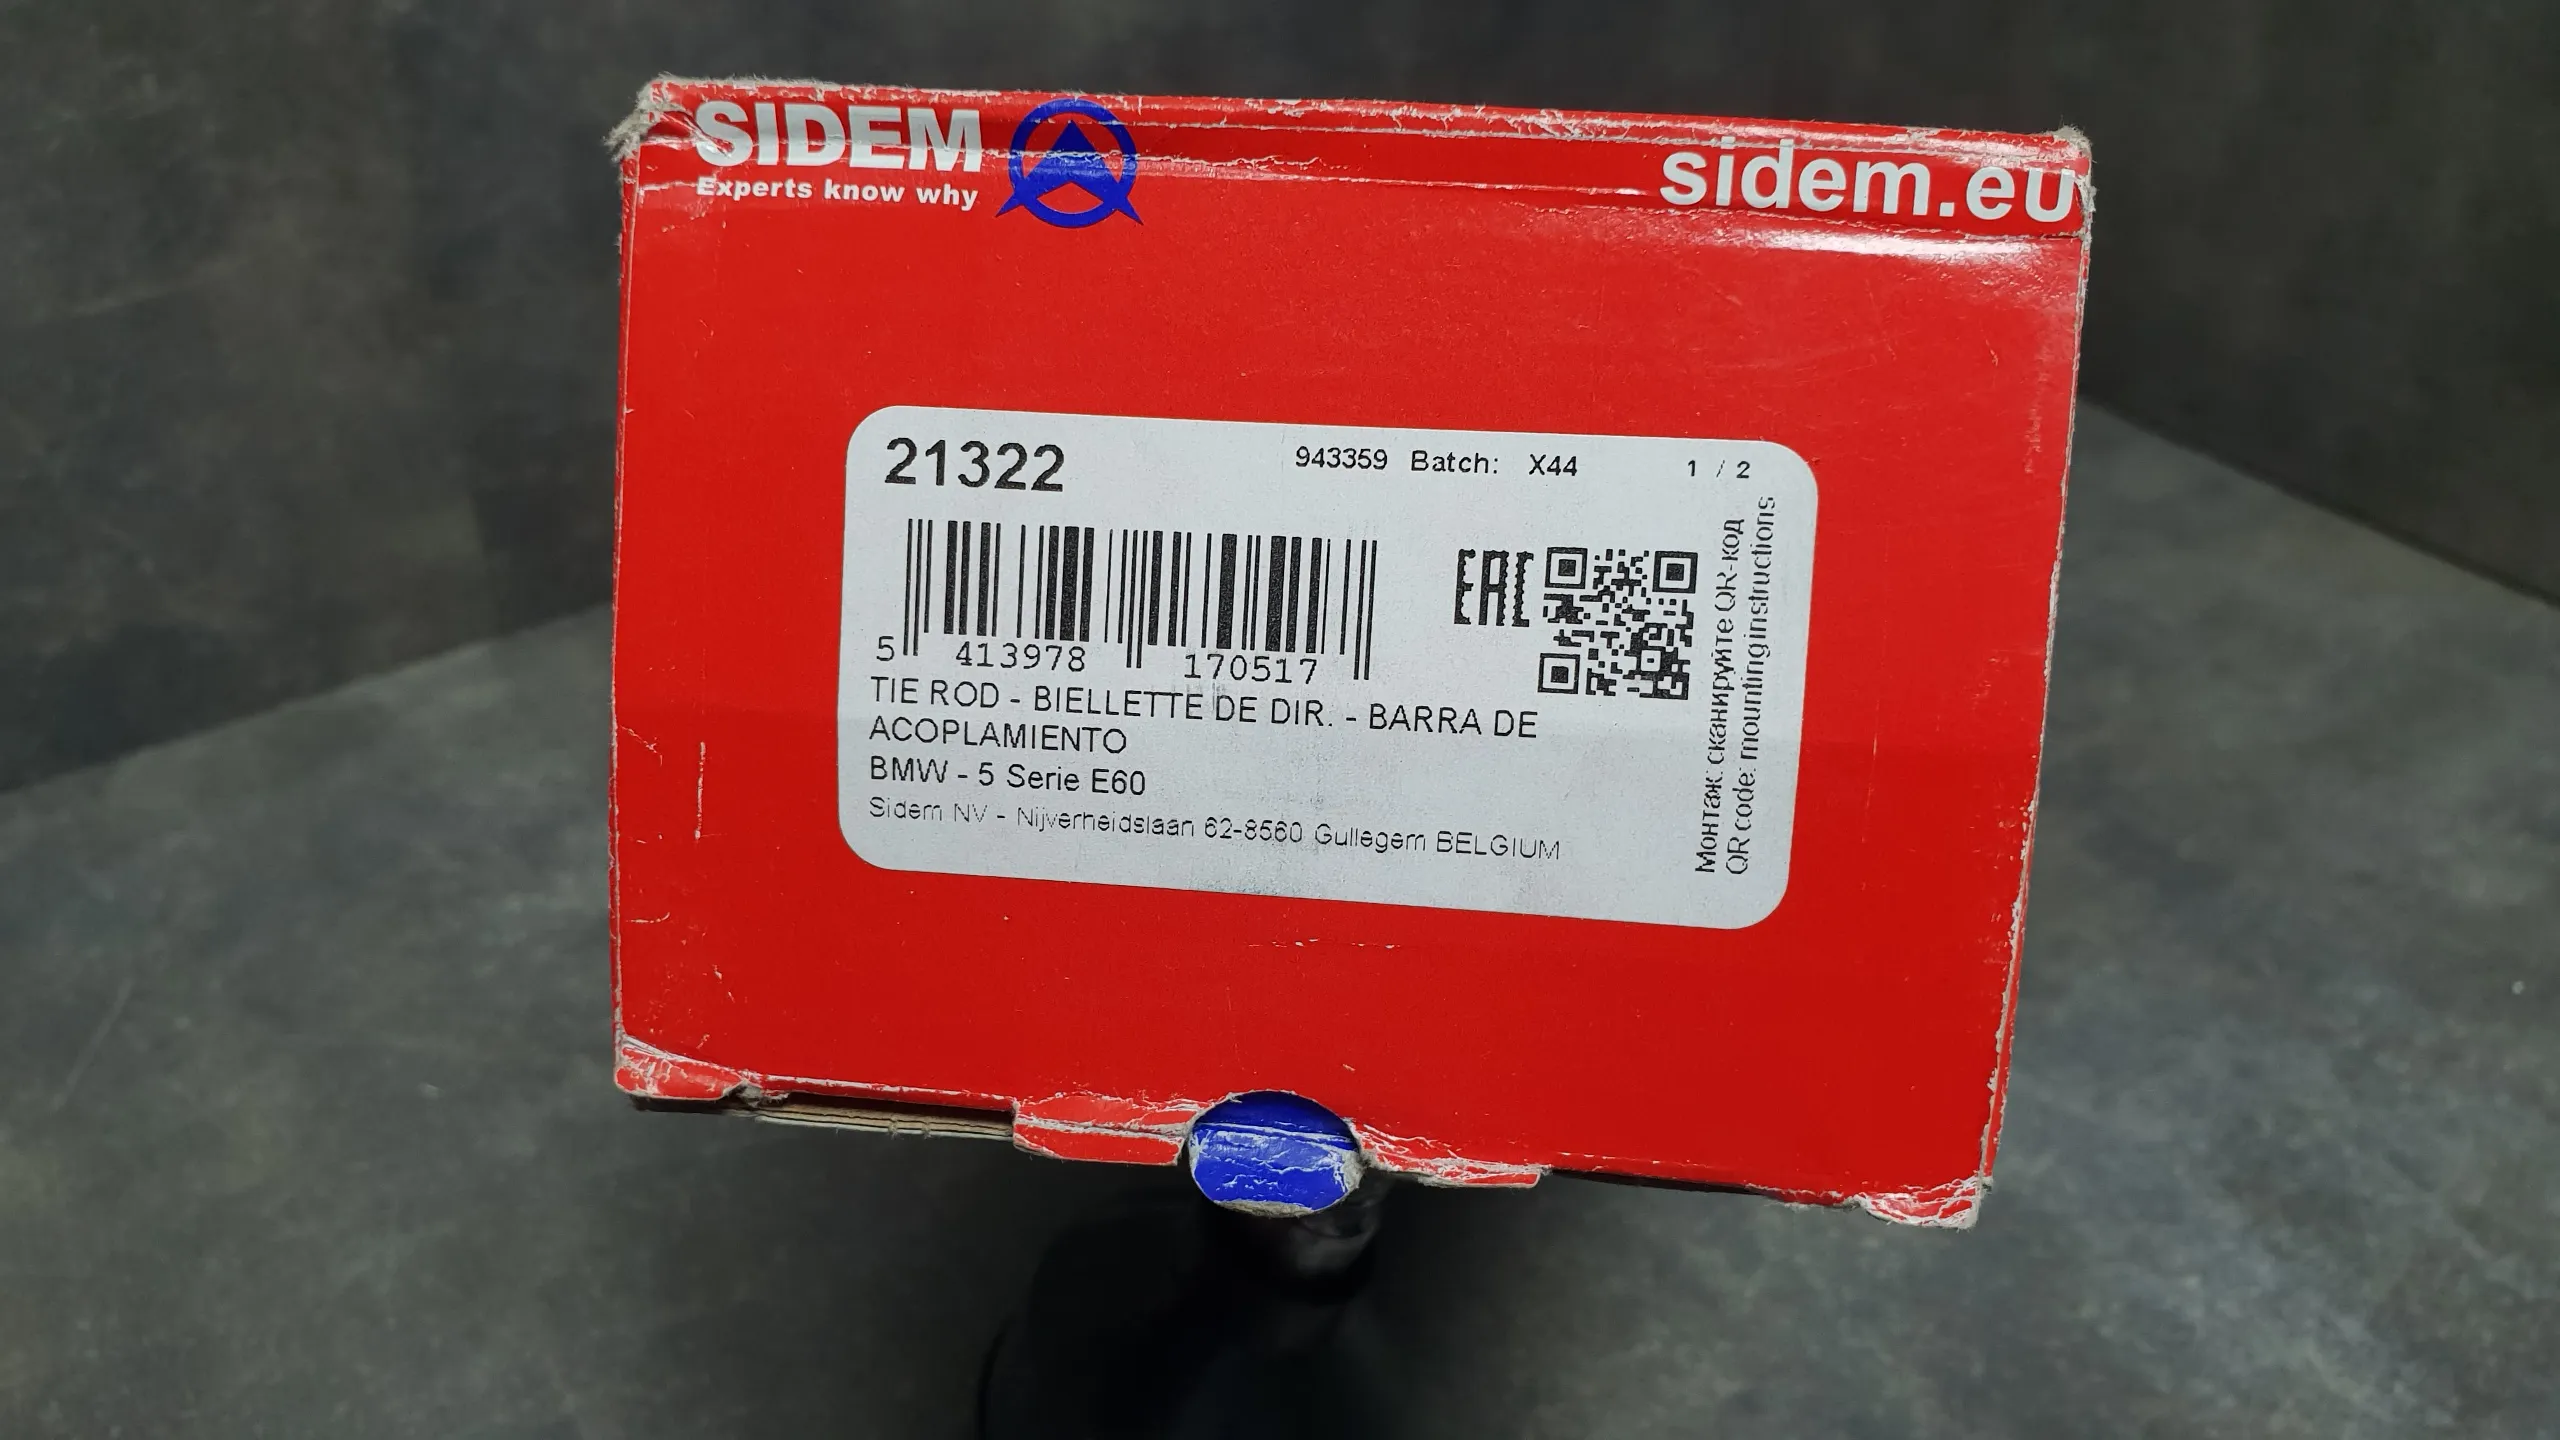 SIDEM
Experts know why
sidem.eu
21322
943359 Batch: X44 1 / 2
5 413978 170517
EAC
TIE ROD - BIELLETTE DE DIR. - BARRA DE
ACOPLAMIENTO
BMW - 5 Serie E60
Sidem NV - Nijverheidslaan 62-8560 Gullegem BELGIUM
Монтаж: сканируйте QR-код
QR code: mounting instructions